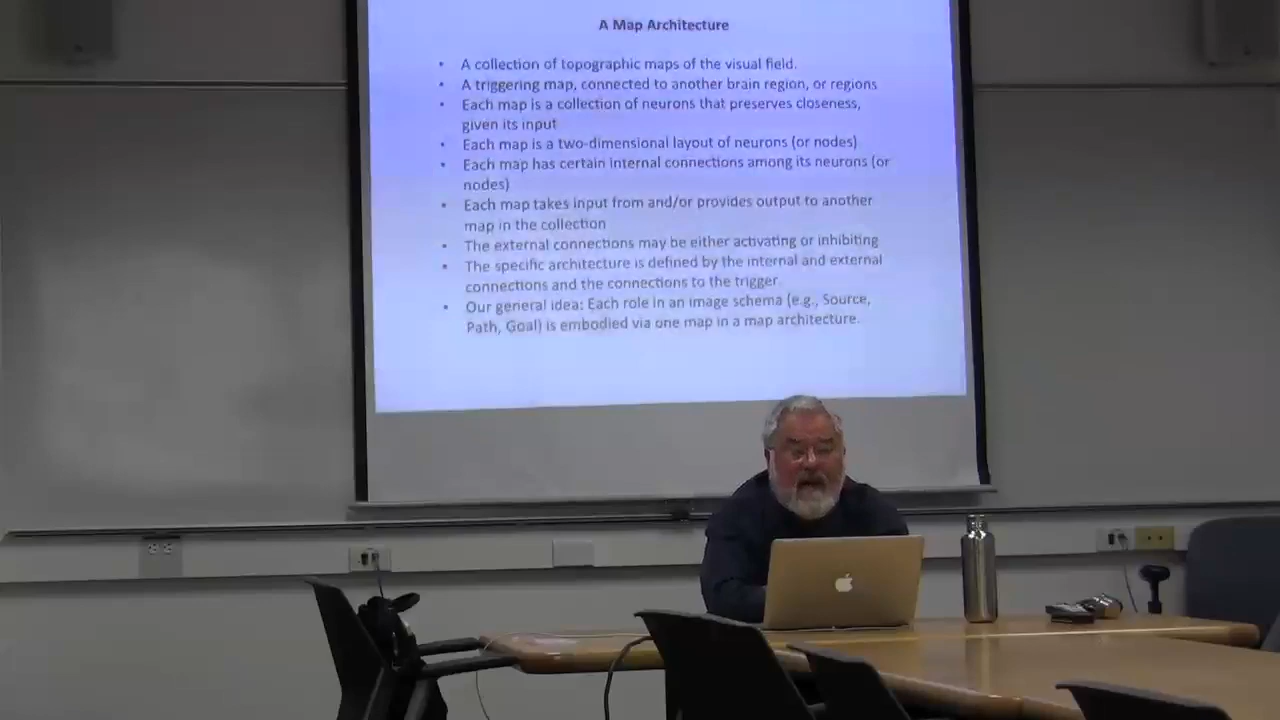 A Map Architecture
• A collection of topographic maps of the visual field.
• A triggering map, connected to another brain region, or regions
• Each map is a collection of neurons that preserves closeness,
given its input
• Each map is a two-dimensional layout of neurons (or nodes)
• Each map has certain internal connections among its neurons (or
nodes)
• Each map takes input from and/or provides output to another
map in the collection
• The external connections may be either activating or inhibiting
• The specific architecture is defined by the internal and external
connections and the connections to the trigger.
• Our general idea: Each role in an image schema (e.g., Source,
Path, Goal) is embodied via one map in a map architecture.